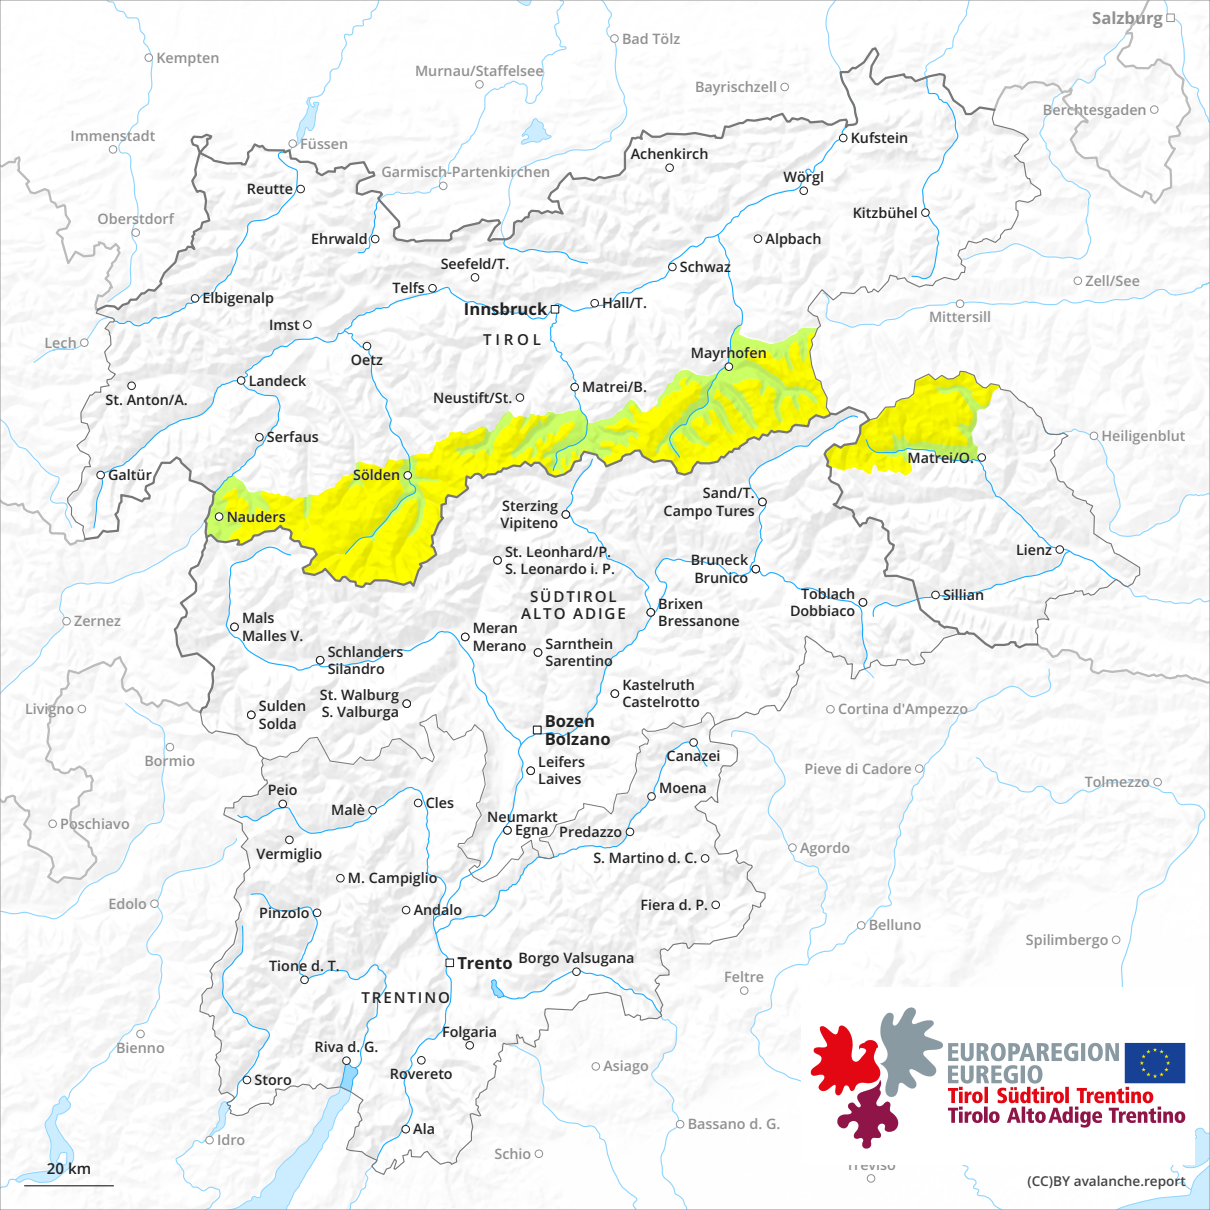 Salzburg
Bad Tölz
Kempten
Murnau/Staffelsee
Bayrischzell
Berchtesgaden
Immenstadt
Füssen
Kufstein
Achenkirch
Garmisch-Partenkirchen
Wörgl
Reutte
Oberstdorf
Kitzbühel
Ehrwald
Alpbach
Seefeld/T.
Schwaz
Zell/See
Telfs
Elbigenalp
Hall/T.
Innsbruck
Mittersill
Imst
TIROL
Lech
Oetz
Mayrhofen
Landeck
Matrei/B.
St. Anton/A.
Neustift/St.
Serfaus
Heiligenblut
Matrei/O.
Galtür
Sölden
Sand/T.
Campo Tures
Sterzing
Vipiteno
Nauders
St. Leonhard/P.
S. Leonardo i. P.
Lienz
Bruneck
Brunico
SÜDTIROL
ALTO ADIGE
Toblach
Dobbiaco
Sillian
Brixen
Bressanone
Zernez
Mals
Malles V.
Meran
Merano
Sarnthein
Sarentino
Schlanders
Silandro
Kastelruth
Castelrotto
St. Walburg
S. Valburga
Sulden
Solda
Livigno
Cortina d'Ampezzo
Bozen
Bolzano
Bormio
Canazei
Leifers
Laives
Pieve di Cadore
Tolmezzo
Peio
Moena
Malè
Cles
Neumarkt
Egna
Predazzo
Poschiavo
Vermiglio
Agordo
S. Martino d. C.
M. Campiglio
Edolo
Pinzolo
Andalo
Fiera d. P.
Belluno
Spilimbergo
Trento
Borgo Valsugana
Tione d. T.
Feltre
TRENTINO
Folgaria
Bienno
Riva d. G.
Rovereto
Asiago
Storo
EUROPAREGION
EUREGIO
Tirol Südtirol Trentino
Tirolo Alto Adige Trentino
Ala
Bassano d. G.
Idro
Schio
Treviso
20 km
(CC)BY avalanche.report